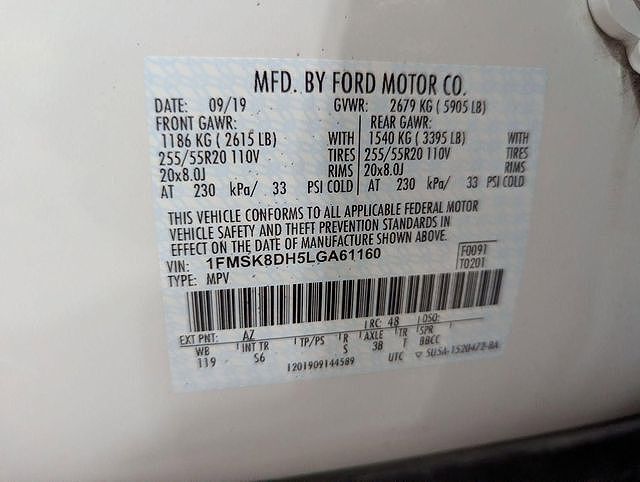 MFD. BY FORD MOTOR CO.
DATE: 09/19 GVWR: 2679 KG ( 5905 LB)
FRONT GAWR: REAR GAWR:
1186 KG ( 2615 LB) WITH 1540 KG ( 3395 LB) WITH
255/55R20 110V TIRES 255/55R20 110V TIRES
20x8.0J RIMS 20x8.0J RIMS
AT 230 kPa/ 33 PSI COLD AT 230 kPa/ 33 PSI COLD
THIS VEHICLE CONFORMS TO ALL APPLICABLE FEDERAL MOTOR
VEHICLE SAFETY AND THEFT PREVENTION STANDARDS IN
EFFECT ON THE DATE OF MANUFACTURE SHOWN ABOVE.
VIN: 1FMSK8DH5LGA61160 F0091
TYPE: MPV T0201
EXT PNT: AZ RC: 48 DSO:
WB INT TR TP/PS R AXLE TR SPR
119 S6 S 3B T BBCC
1201909144589 UTC